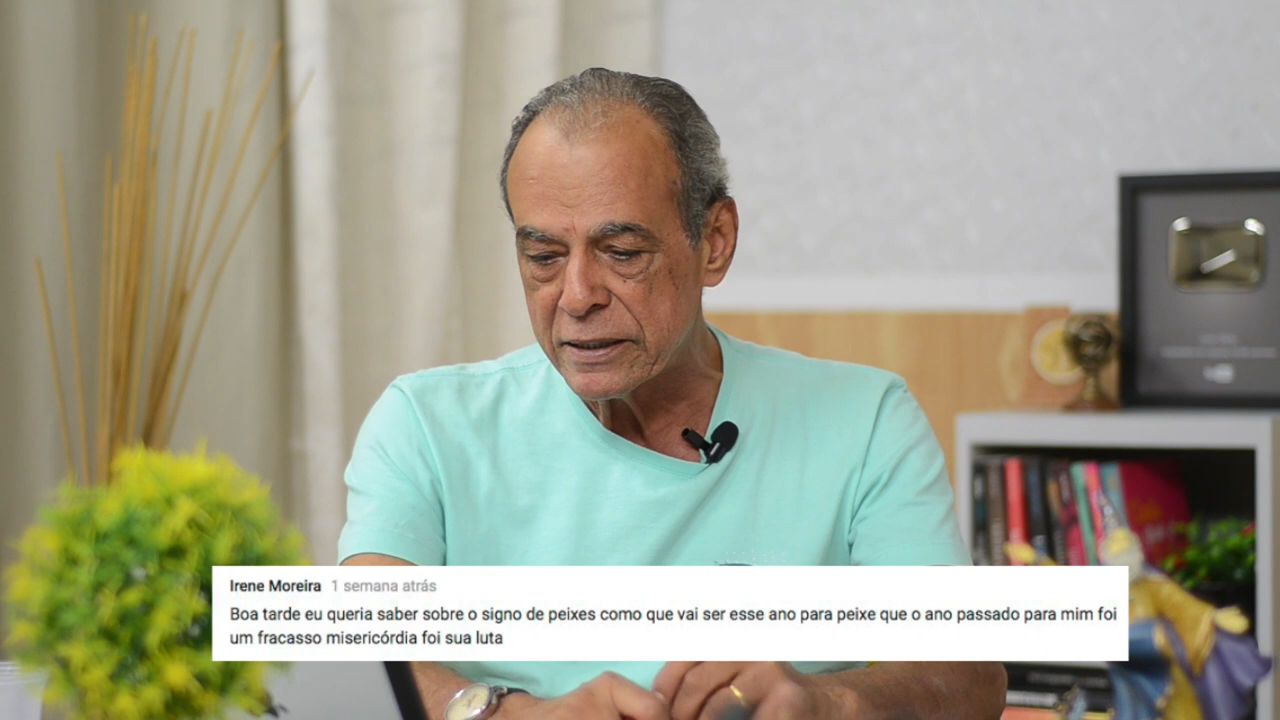 Irene Moreira 1 semana atrás
Boa tarde eu queria saber sobre o signo de peixes como que vai ser esse ano para peixe que o ano passado para mim foi
um fracasso misericórdia foi sua luta